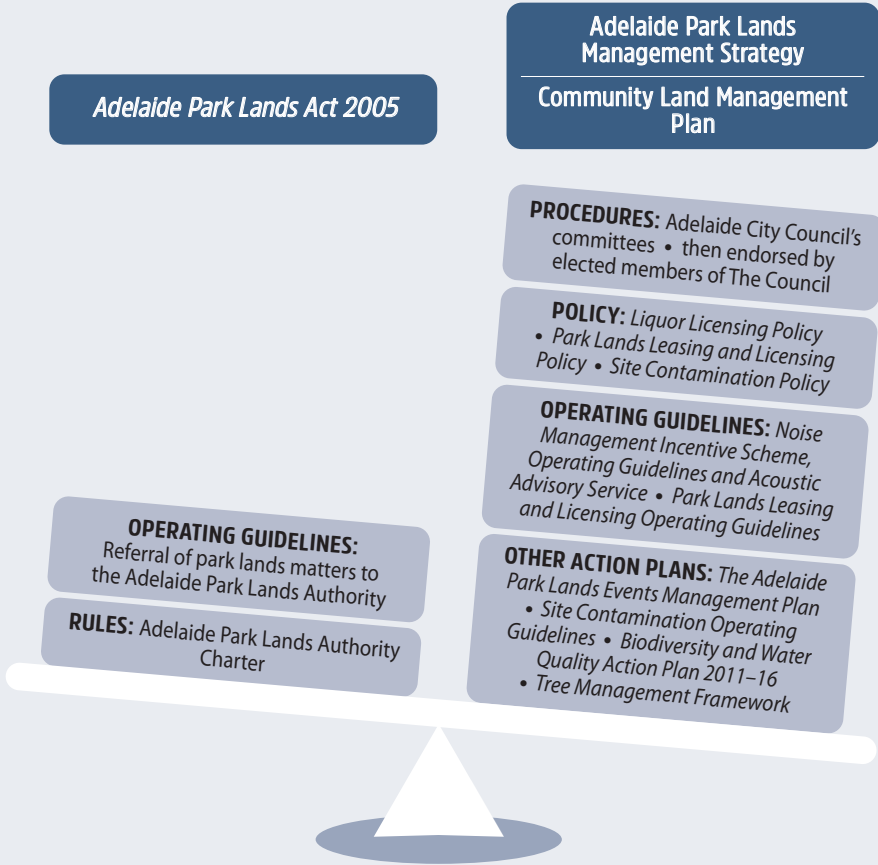 Adelaide Park Lands Act 2005
OPERATING GUIDELINES:
Referral of park lands matters to
the Adelaide Park Lands Authority
RULES: Adelaide Park Lands Authority
Charter
Adelaide Park Lands
Management Strategy
Community Land Management
Plan
PROCEDURES: Adelaide City Council’s
committees • then endorsed by
elected members of The Council
POLICY: Liquor Licensing Policy
• Park Lands Leasing and Licensing
Policy • Site Contamination Policy
OPERATING GUIDELINES: Noise
Management Incentive Scheme,
Operating Guidelines and Acoustic
Advisory Service • Park Lands Leasing
and Licensing Operating Guidelines
OTHER ACTION PLANS: The Adelaide
Park Lands Events Management Plan
• Site Contamination Operating
Guidelines • Biodiversity and Water
Quality Action Plan 2011–16
• Tree Management Framework